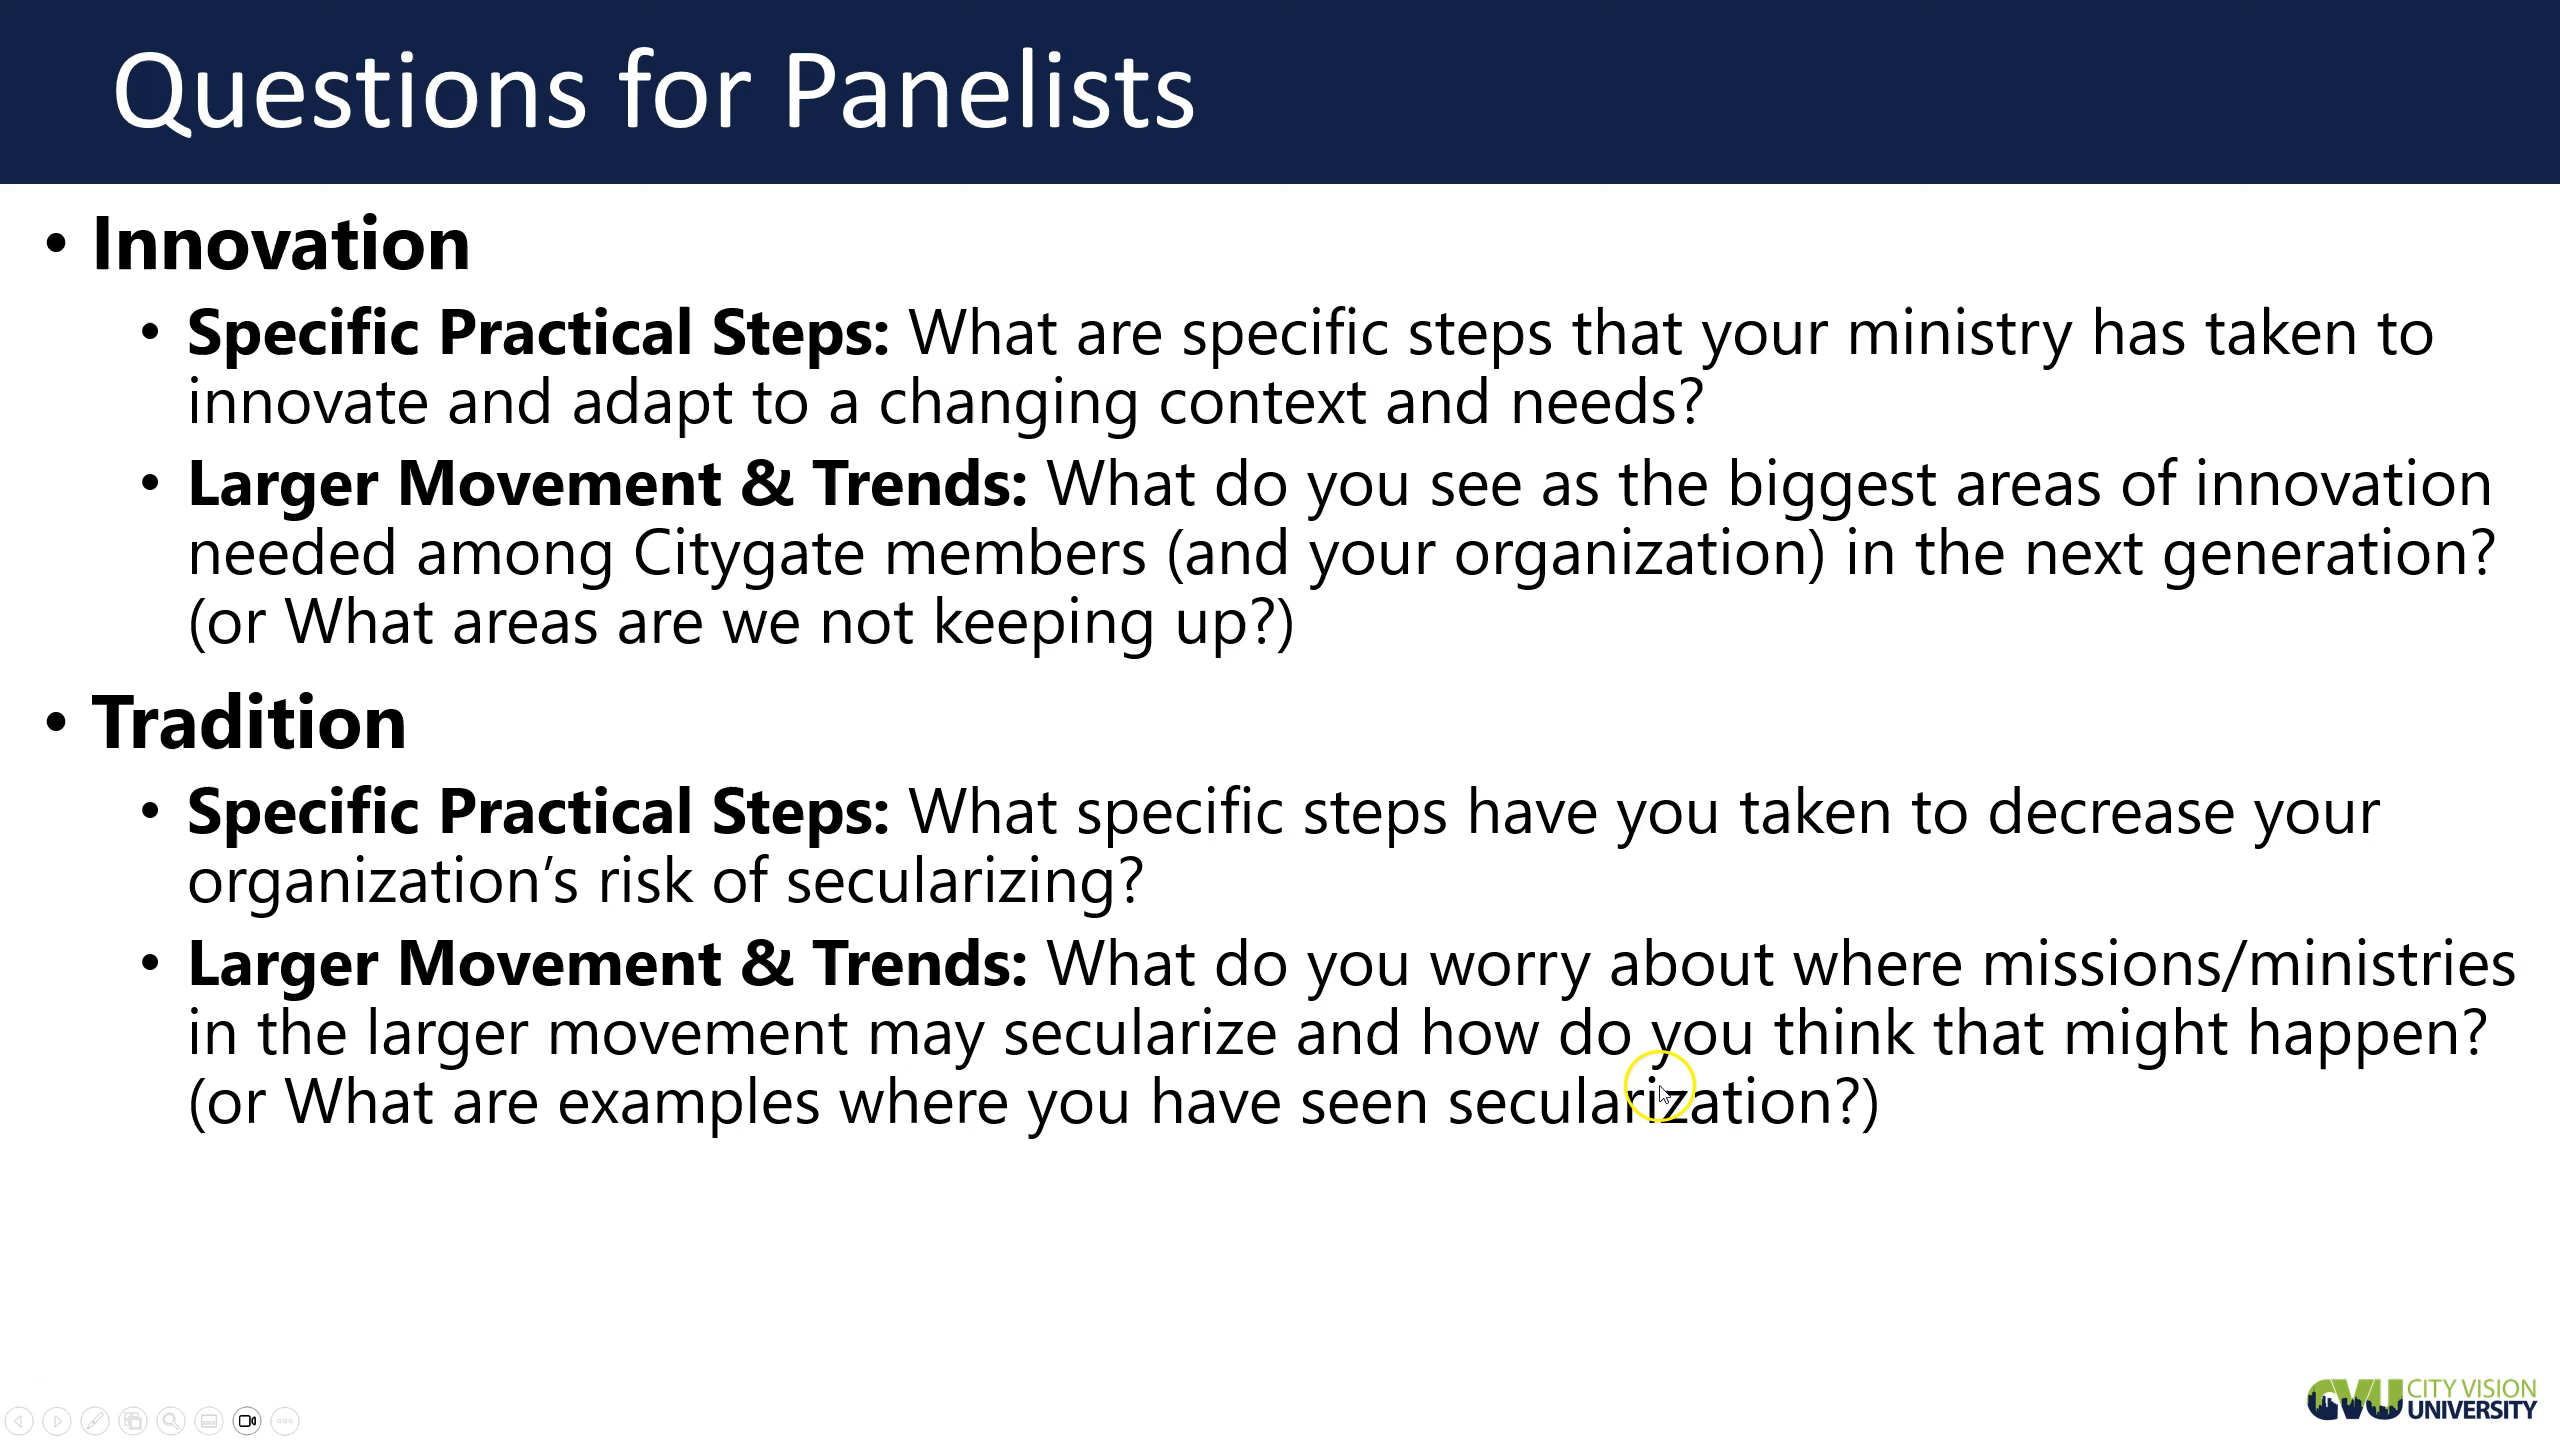 Questions for Panelists
• Innovation
• Specific Practical Steps: What are specific steps that your ministry has taken to
innovate and adapt to a changing context and needs?
• Larger Movement & Trends: What do you see as the biggest areas of innovation
needed among Citygate members (and your organization) in the next generation?
(or What areas are we not keeping up?)
• Tradition
• Specific Practical Steps: What specific steps have you taken to decrease your
organization’s risk of secularizing?
• Larger Movement & Trends: What do you worry about where missions/ministries
in the larger movement may secularize and how do you think that might happen?
(or What are examples where you have seen secularization?)
CVU CITY VISION
UNIVERSITY